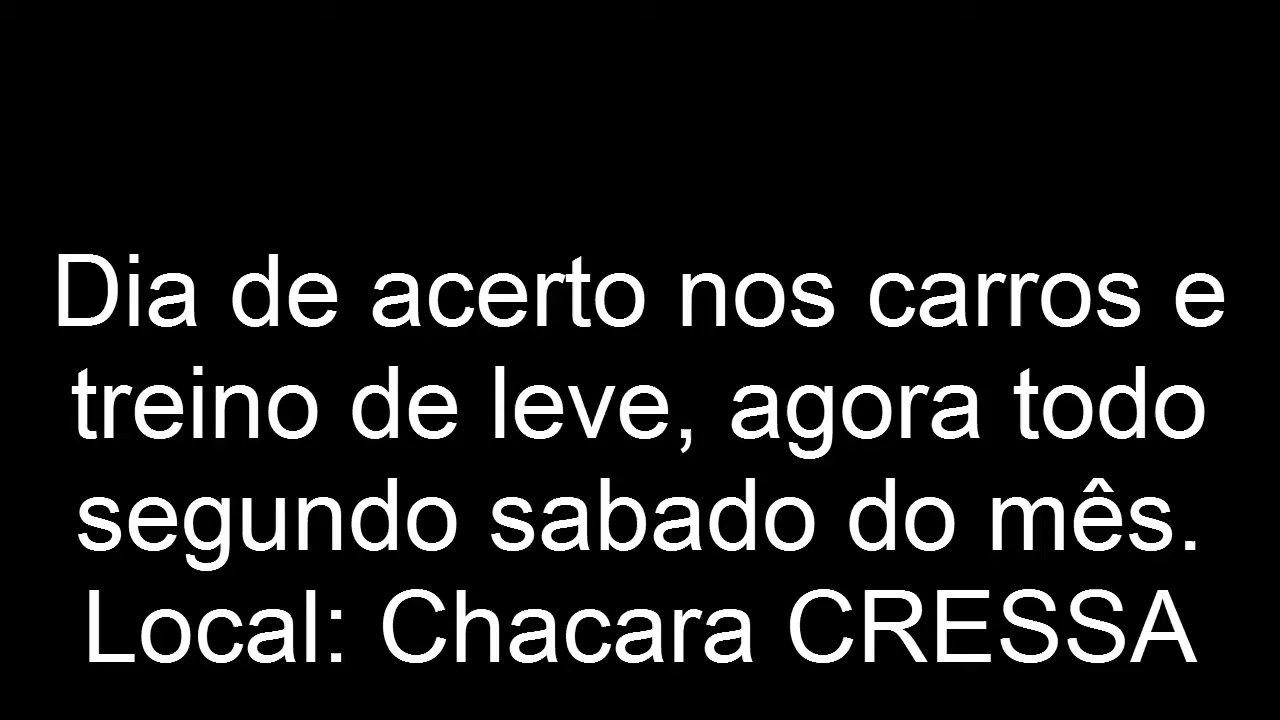 Dia de acerto nos carros e
treino de leve, agora todo
segundo sabado do mês.
Local: Chacara CRESSA